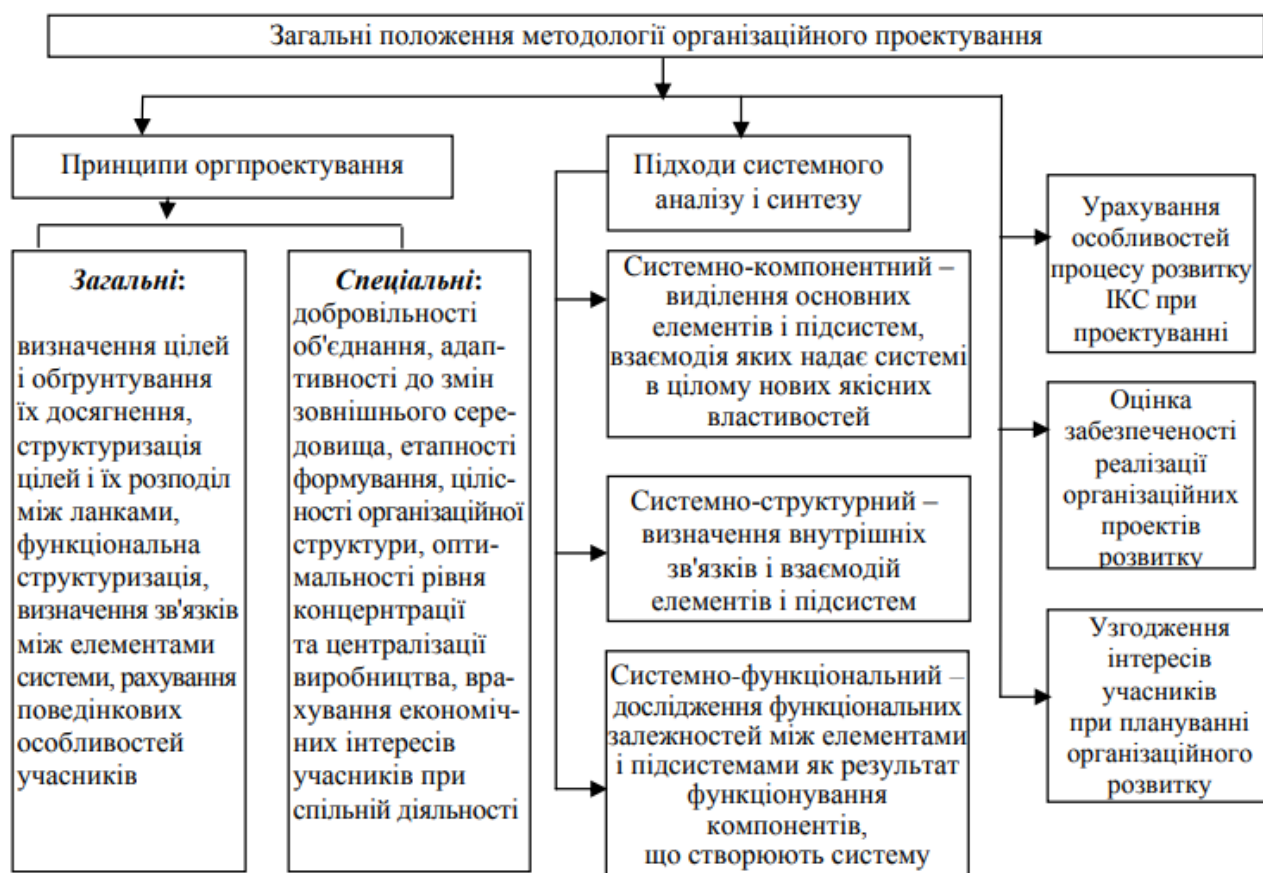 Загальні положення методології організаційного проектування
Принципи оргпроектування
Загальні:
визначення цілей
і обґрунтування
їх досягнення,
структуризація
цілей і їх розподіл
між ланками,
функціональна
структуризація,
визначення зв'язків
між елементами
системи, рахування
поведінкових
особливостей
учасників
Спеціальні:
добровільності
об'єднання, адап-
тивності до змін
зовнішнього сере-
довища, етапності
формування, ціліс-
ності організаційної
структури, опти-
мальності рівня
концернтрації
та централізації
виробництва, вра-
хування економіч-
них інтересів
учасників при
спільній діяльності
Підходи системного
аналізу і синтезу
Системно-компонентний –
виділення основних
елементів і підсистем,
взаємодія яких надає системі
в цілому нових якісних
властивостей
Системно-структурний –
визначення внутрішніх
зв'язків і взаємодій
елементів і підсистем
Системно-функціональний –
дослідження функціональних
залежностей між елементами
і підсистемами як результат
функціонування
компонентів,
що створюють систему
Урахування
особливостей
процесу розвитку
ІКС при
проектуванні
Оцінка
забезпеченості
реалізації
організаційних
проектів
розвитку
Узгодження
інтересів
учасників
при плануванні
організаційного
розвитку